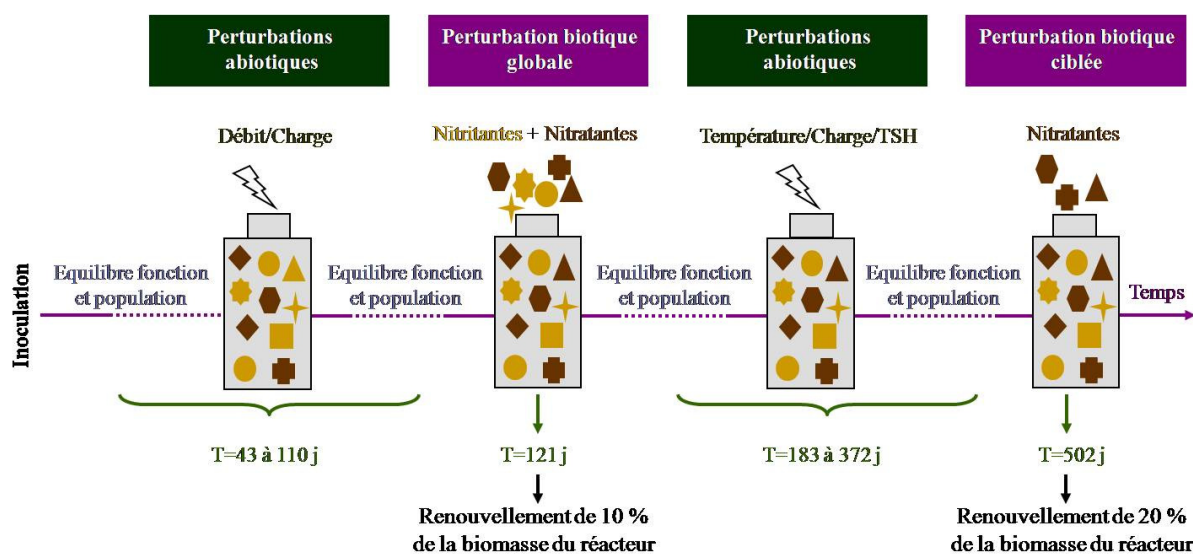 Perturbations
abiotiques
Perturbation biotique
globale
Perturbations
abiotiques
Perturbation biotique
ciblée
Débit/Charge
Nitritantes + Nitratantes
Température/Charge/TSH
Nitratantes
Inoculation
Equilibre fonction
et population
Equilibre fonction
et population
Equilibre fonction
et population
Equilibre fonction
et population
Temps
T=43 à 110 j
T=121 j
T=183 à 372 j
T=502 j
Renouvellement de 10 %
de la biomasse du réacteur
Renouvellement de 20 %
de la biomasse du réacteur